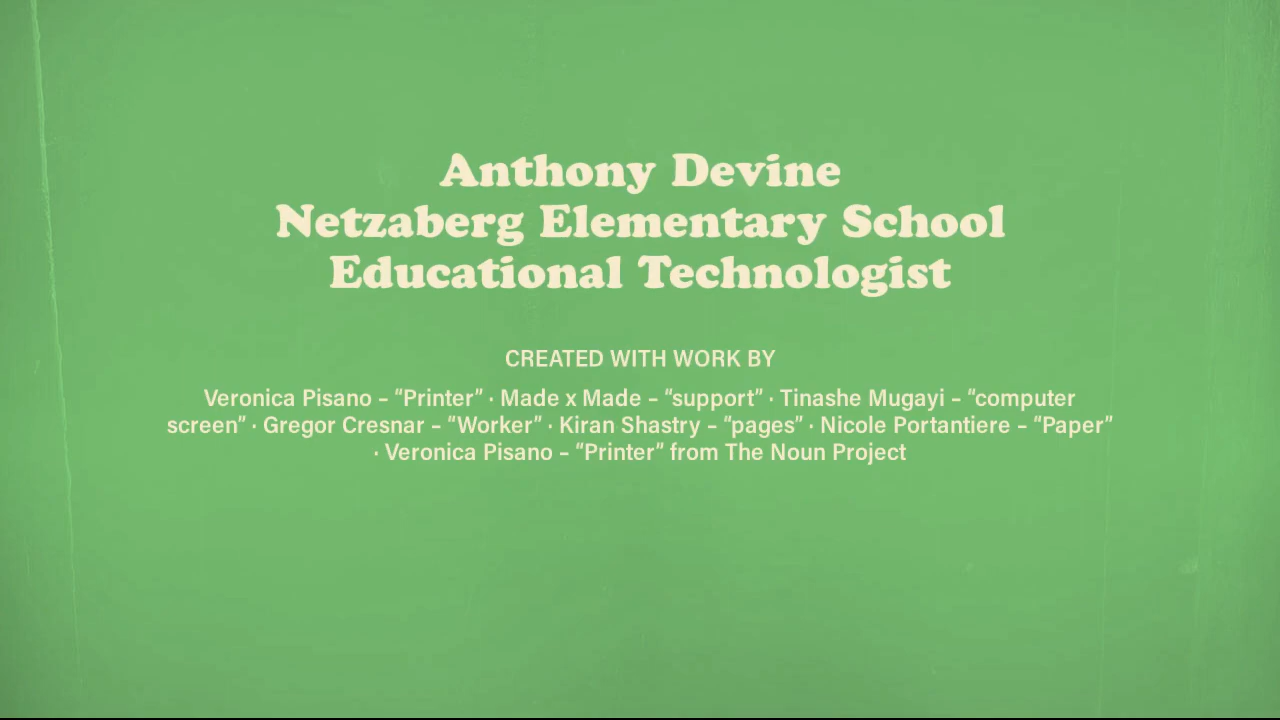 Anthony Devine
Netzaberg Elementary School
Educational Technologist
CREATED WITH WORK BY
Veronica Pisano – “Printer” · Made x Made – “support” · Tinashe Mugayi – “computer
screen” · Gregor Cresnar – “Worker” · Kiran Shastry – “pages” · Nicole Portantiere – “Paper”
· Veronica Pisano – “Printer” from The Noun Project